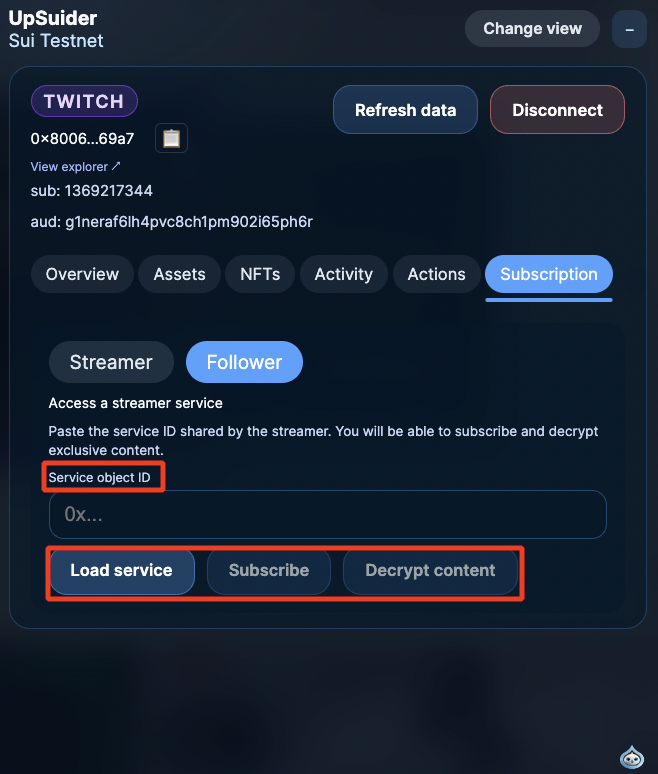 UpSuider
Sui Testnet
Change view
–
TWITCH
Refresh data
Disconnect
0x8006...69a7
View explorer ↗
sub: 1369217344
aud: g1neraf6lh4pvc8ch1pm902i65ph6r
Overview
Assets
NFTs
Activity
Actions
Subscription
Streamer
Follower
Access a streamer service
Paste the service ID shared by the streamer. You will be able to subscribe and decrypt
exclusive content.
Service object ID
0x...
Load service
Subscribe
Decrypt content